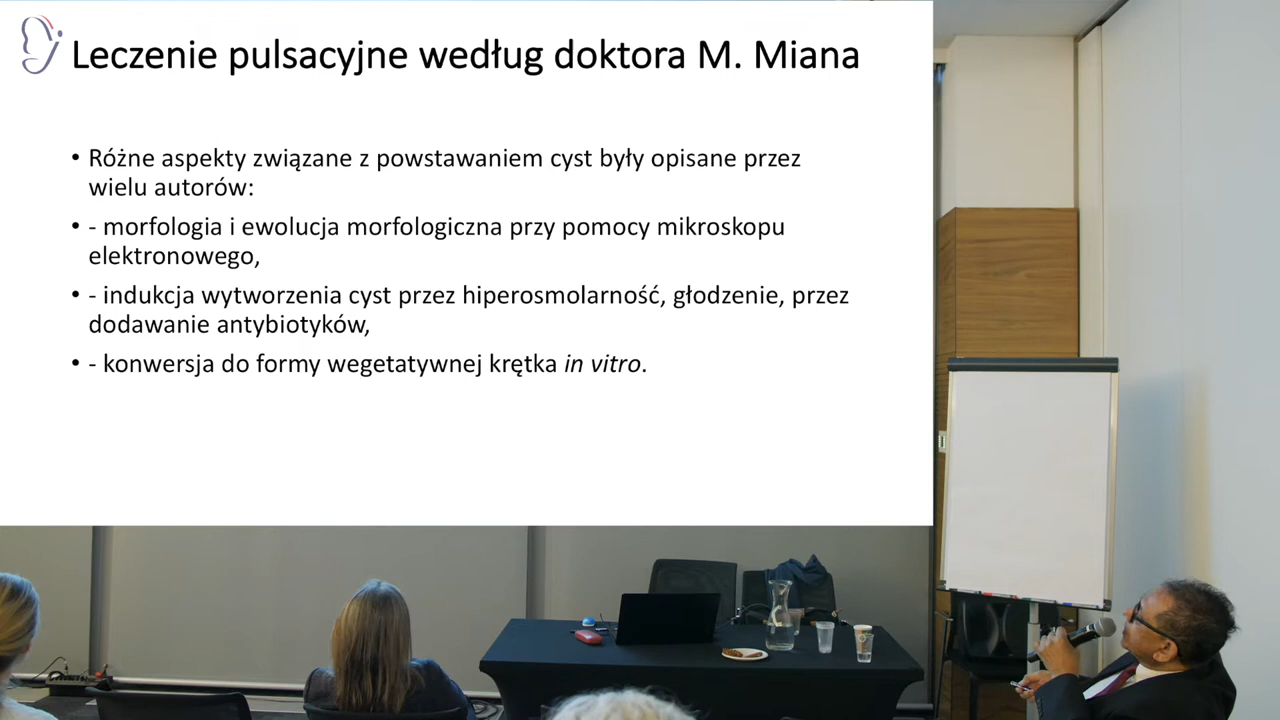 Leczenie pulsacyjne według doktora M. Miana
• Różne aspekty związane z powstawaniem cyst były opisane przez
wielu autorów:
• - morfologia i ewolucja morfologiczna przy pomocy mikroskopu
elektronowego,
• - indukcja wytworzenia cyst przez hiperosmolarność, głodzenie, przez
dodawanie antybiotyków,
• - konwersja do formy wegetatywnej krętka in vitro.